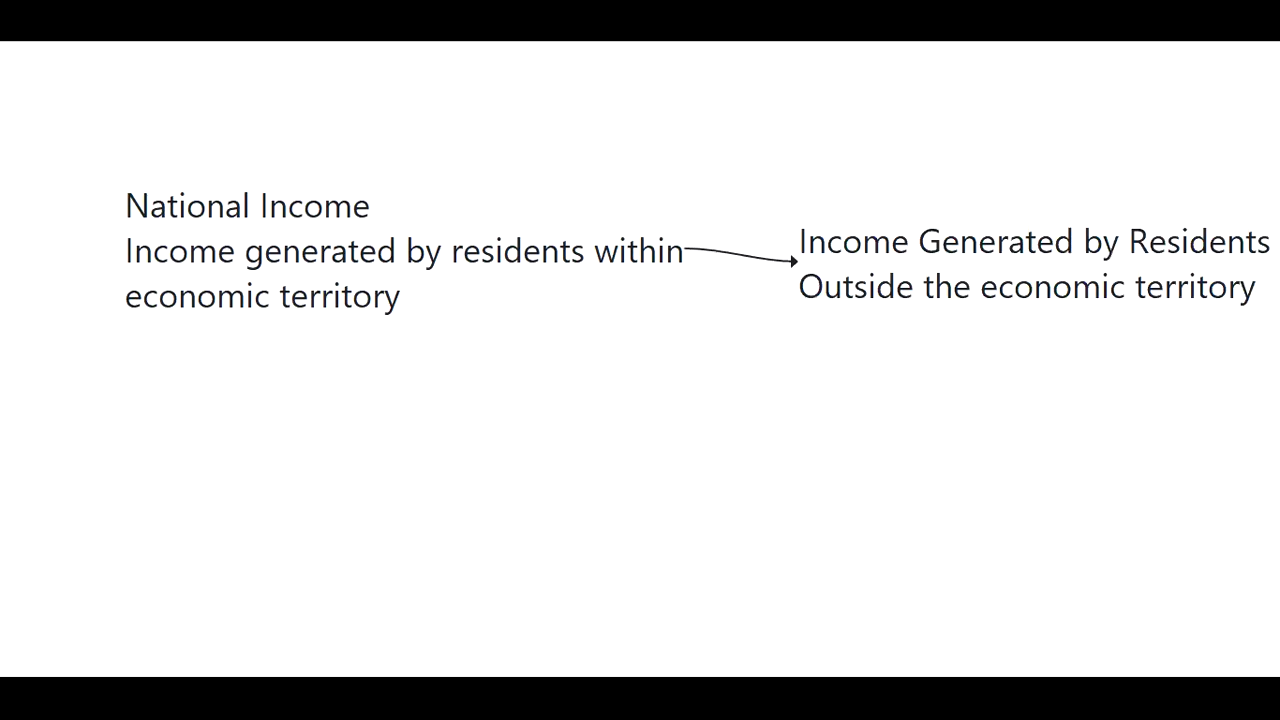 National Income
Income generated by residents within
economic territory
Income Generated by Residents
Outside the economic territory